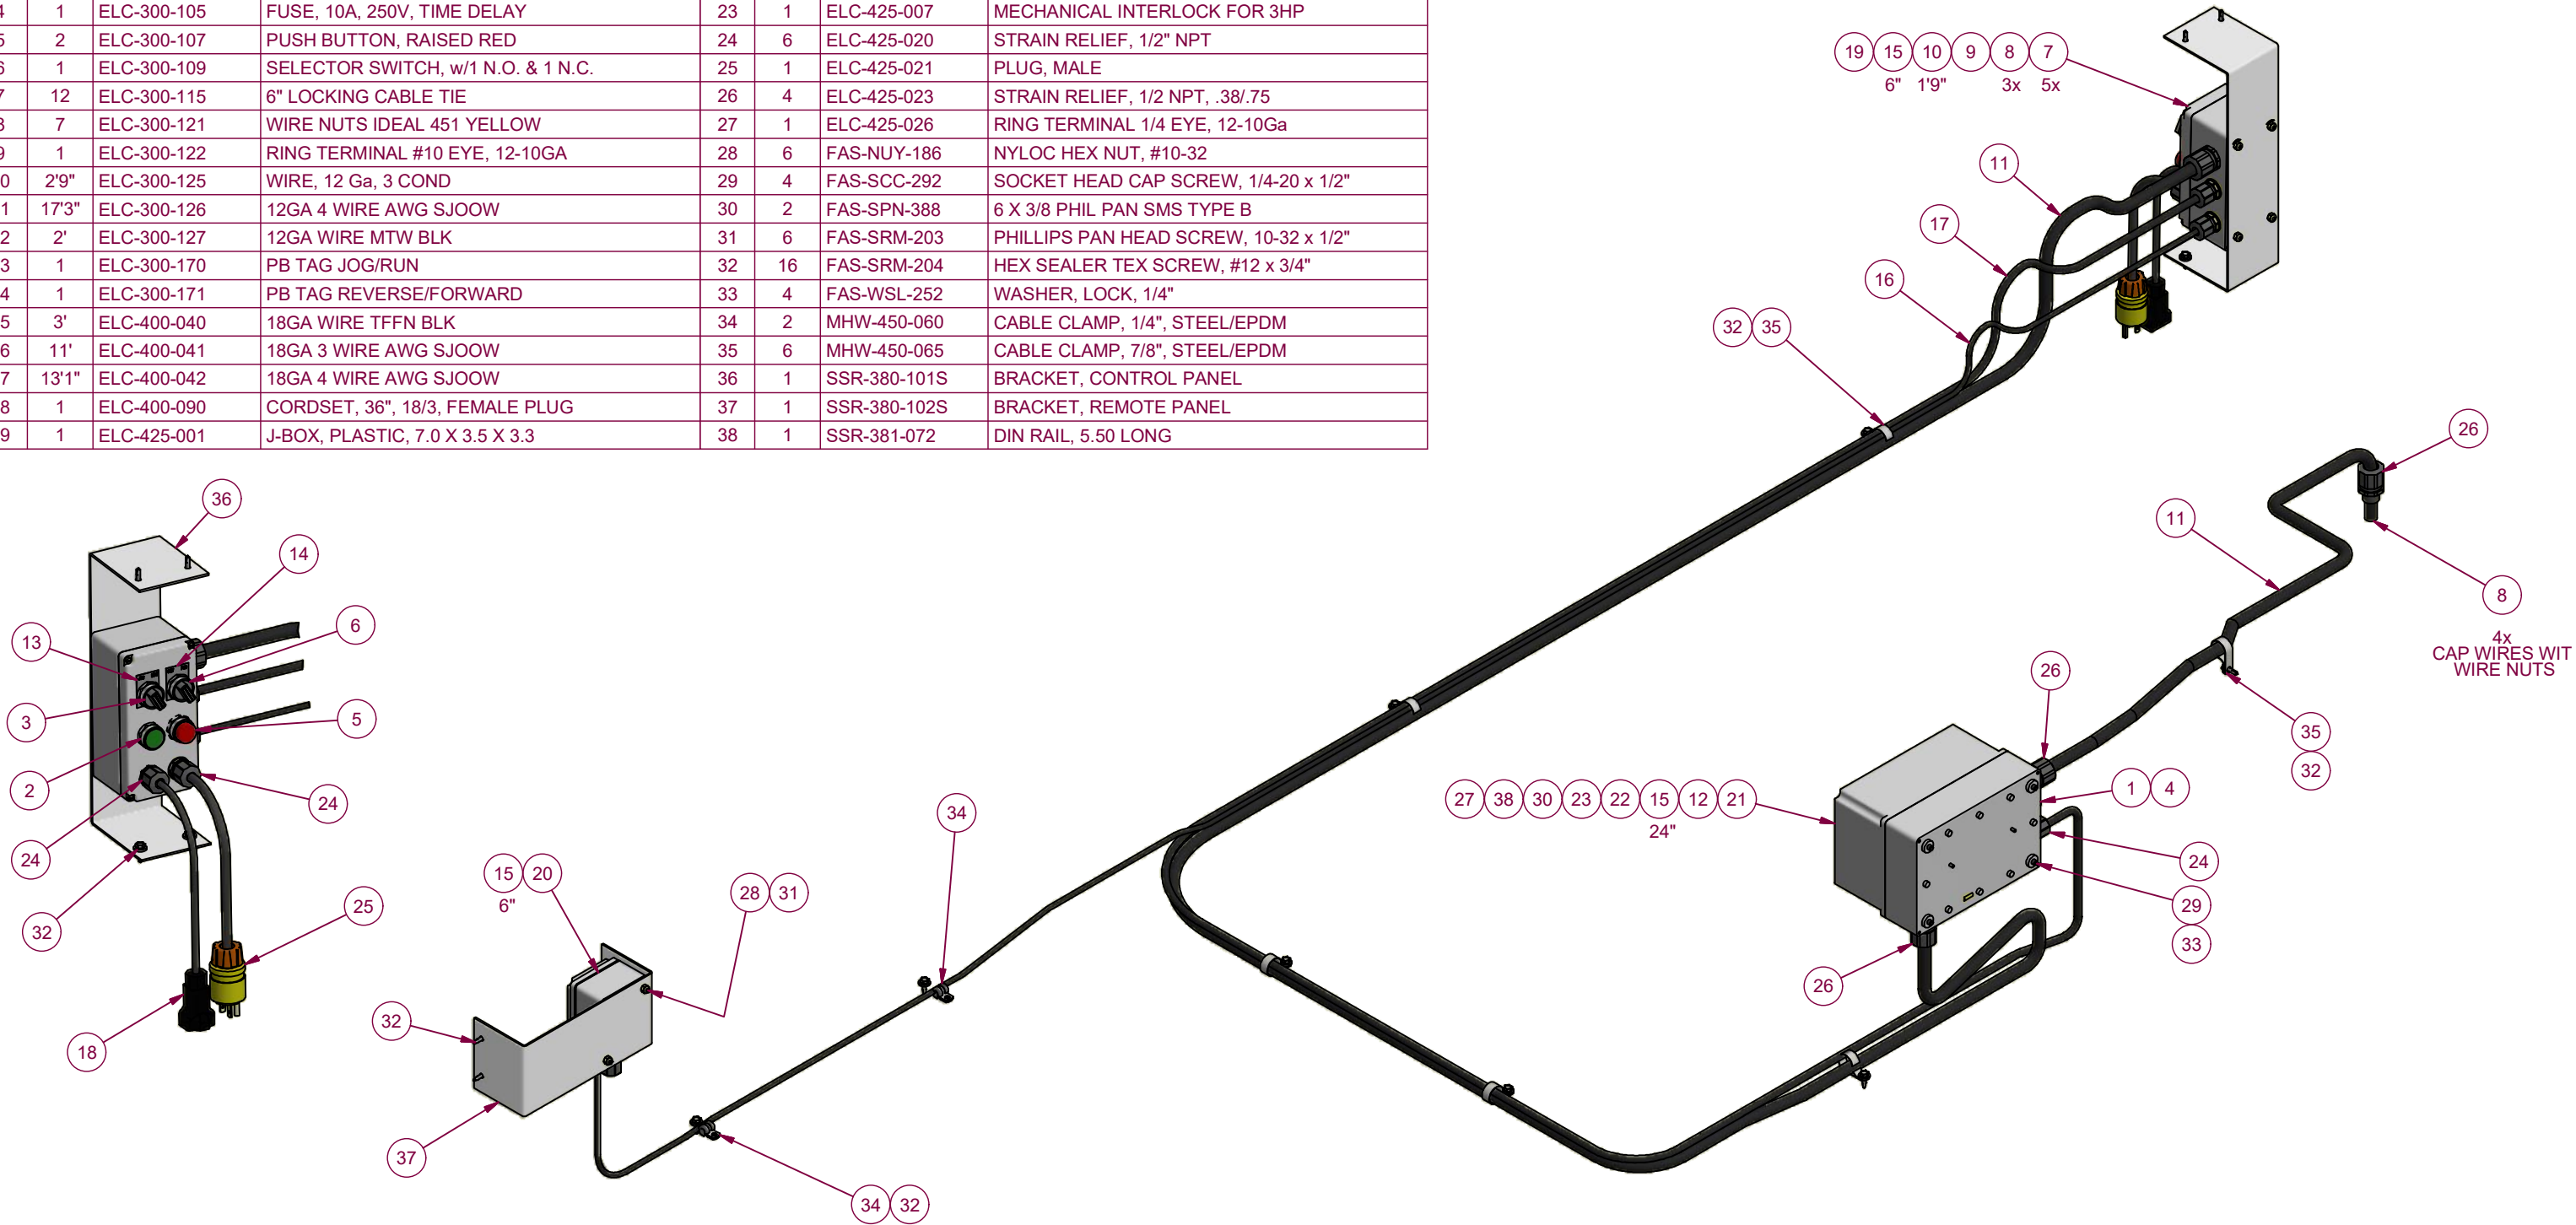 4 1 ELC-300-105 FUSE, 10A, 250V, TIME DELAY 23 1 ELC-425-007 MECHANICAL INTERLOCK FOR 3HP
5 2 ELC-300-107 PUSH BUTTON, RAISED RED 24 6 ELC-425-020 STRAIN RELIEF, 1/2" NPT
6 1 ELC-300-109 SELECTOR SWITCH, w/1 N.O. & 1 N.C. 25 1 ELC-425-021 PLUG, MALE
7 12 ELC-300-115 6" LOCKING CABLE TIE 26 4 ELC-425-023 STRAIN RELIEF, 1/2 NPT, .38/.75
8 7 ELC-300-121 WIRE NUTS IDEAL 451 YELLOW 27 1 ELC-425-026 RING TERMINAL 1/4 EYE, 12-10Ga
9 1 ELC-300-122 RING TERMINAL #10 EYE, 12-10GA 28 6 FAS-NUY-186 NYLOC HEX NUT, #10-32
0 2'9" ELC-300-125 WIRE, 12 Ga, 3 COND 29 4 FAS-SCC-292 SOCKET HEAD CAP SCREW, 1/4-20 x 1/2"
1 17'3" ELC-300-126 12GA 4 WIRE AWG SJOOW 30 2 FAS-SPN-388 6 X 3/8 PHIL PAN SMS TYPE B
2 2' ELC-300-127 12GA WIRE MTW BLK 31 6 FAS-SRM-203 PHILLIPS PAN HEAD SCREW, 10-32 x 1/2"
3 1 ELC-300-170 PB TAG JOG/RUN 32 16 FAS-SRM-204 HEX SEALER TEX SCREW, #12 x 3/4"
4 1 ELC-300-171 PB TAG REVERSE/FORWARD 33 4 FAS-WSL-252 WASHER, LOCK, 1/4"
5 3' ELC-400-040 18GA WIRE TFFN BLK 34 2 MHW-450-060 CABLE CLAMP, 1/4", STEEL/EPDM
6 11' ELC-400-041 18GA 3 WIRE AWG SJOOW 35 6 MHW-450-065 CABLE CLAMP, 7/8", STEEL/EPDM
7 13'1" ELC-400-042 18GA 4 WIRE AWG SJOOW 36 1 SSR-380-101S BRACKET, CONTROL PANEL
8 1 ELC-400-090 CORDSET, 36", 18/3, FEMALE PLUG 37 1 SSR-380-102S BRACKET, REMOTE PANEL
9 1 ELC-425-001 J-BOX, PLASTIC, 7.0 X 3.5 X 3.3 38 1 SSR-381-072 DIN RAIL, 5.50 LONG
19 15 10 9 8 7
6" 1'9" 3x 5x
11
17
16
32 35
26
11
8
4x
CAP WIRES WIT
WIRE NUTS
35
32
26
1 4
27 38 30 23 22 15 12 21
24"
24
29
33
26
36
14
6
13
3
5
2
24
24
32
25
18
34
15 20
6"
28 31
32
37
34 32